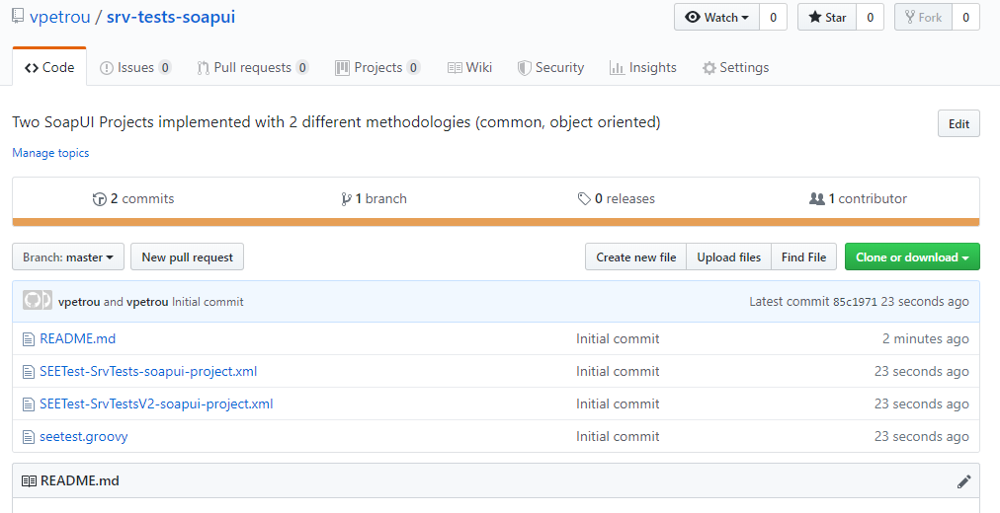 vpetrou / srv-tests-soapui Watch 0 Star 0 Fork 0
Code Issues 0 Pull requests 0 Projects 0 Wiki Security Insights Settings
Two SoapUI Projects implemented with 2 different methodologies (common, object oriented) Edit
Manage topics
2 commits 1 branch 0 releases 1 contributor
Branch: master New pull request Create new file Upload files Find File Clone or download
vpetrou and vpetrou Initial commit Latest commit 85c1971 23 seconds ago
README.md Initial commit 2 minutes ago
SEETest-SrvTests-soapui-project.xml Initial commit 23 seconds ago
SEETest-SrvTestsV2-soapui-project.xml Initial commit 23 seconds ago
seetest.groovy Initial commit 23 seconds ago
README.md